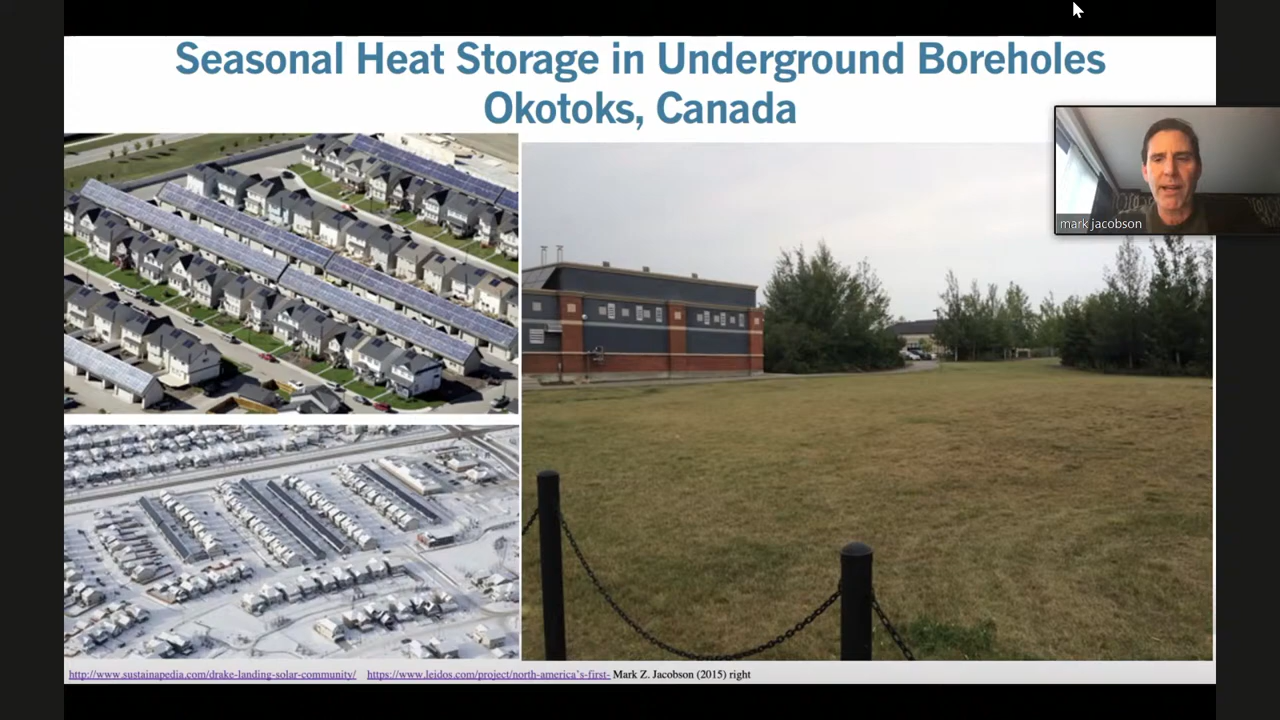 Seasonal Heat Storage in Underground Boreholes
Okotoks, Canada
mark jacobson
http://www.sustainapedia.com/drake-landing-solar-community/ https://www.leidos.com/project/north-america's-first- Mark Z. Jacobson (2015) right